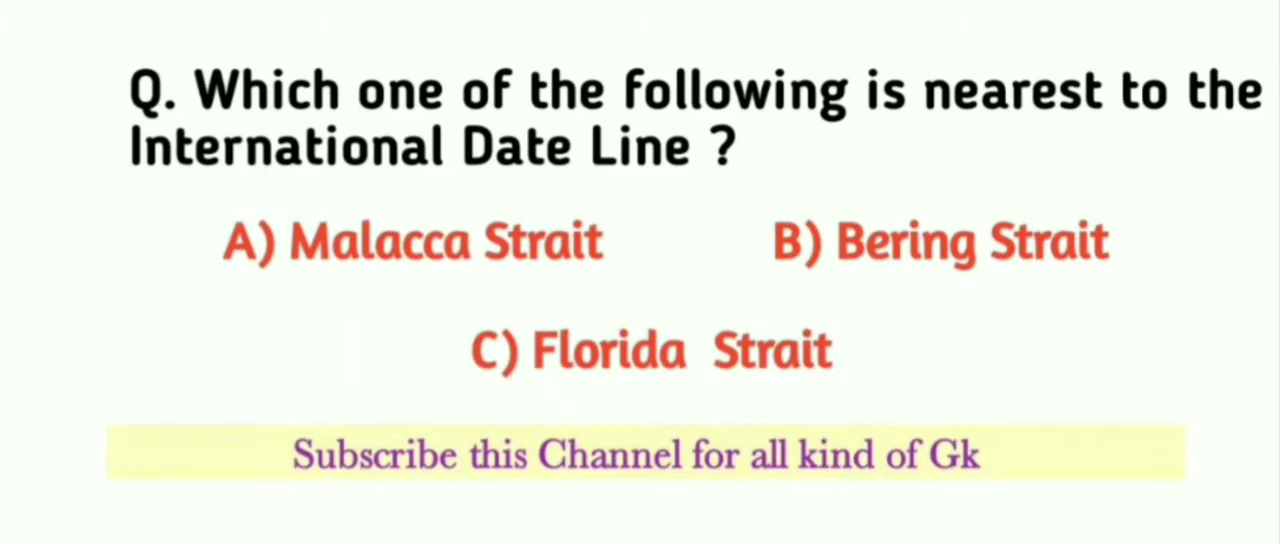 Q. Which one of the following is nearest to the
International Date Line ?
A) Malacca Strait B) Bering Strait
C) Florida Strait
Subscribe this Channel for all kind of Gk